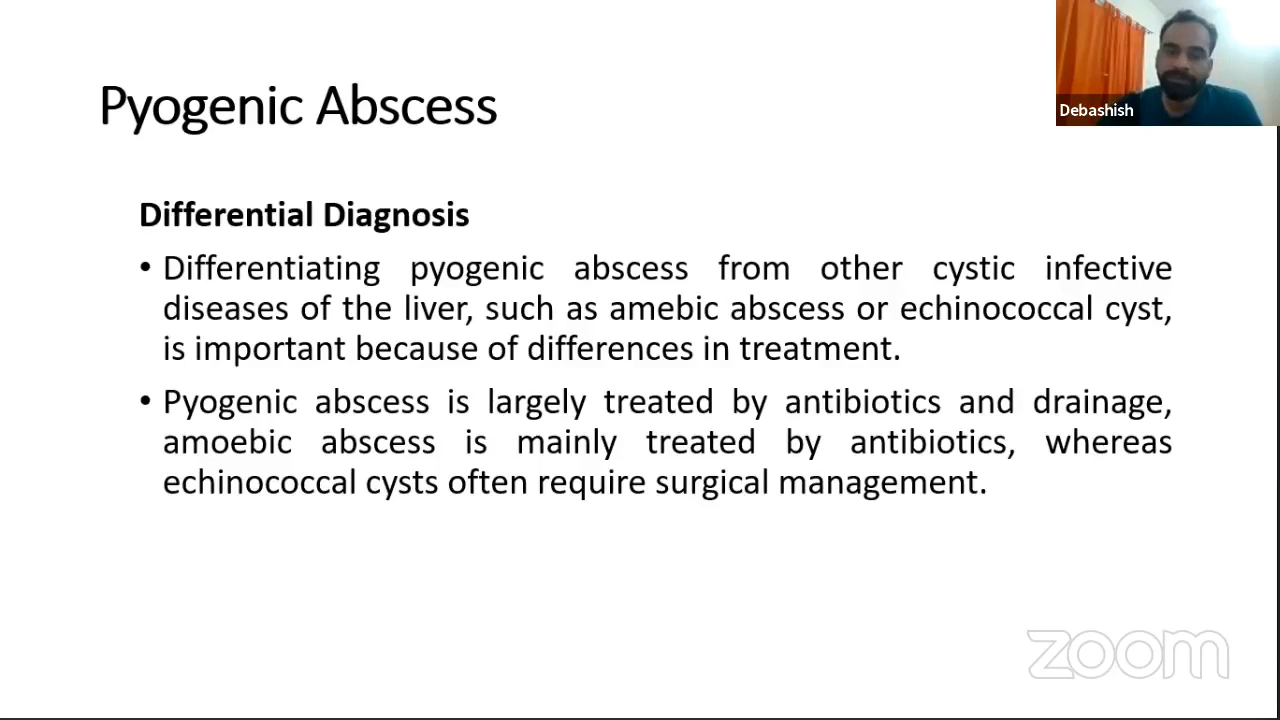 Pyogenic Abscess
Debashish
Differential Diagnosis
• Differentiating pyogenic abscess from other cystic infective
diseases of the liver, such as amebic abscess or echinococcal cyst,
is important because of differences in treatment.
• Pyogenic abscess is largely treated by antibiotics and drainage,
amoebic abscess is mainly treated by antibiotics, whereas
echinococcal cysts often require surgical management.
zoom